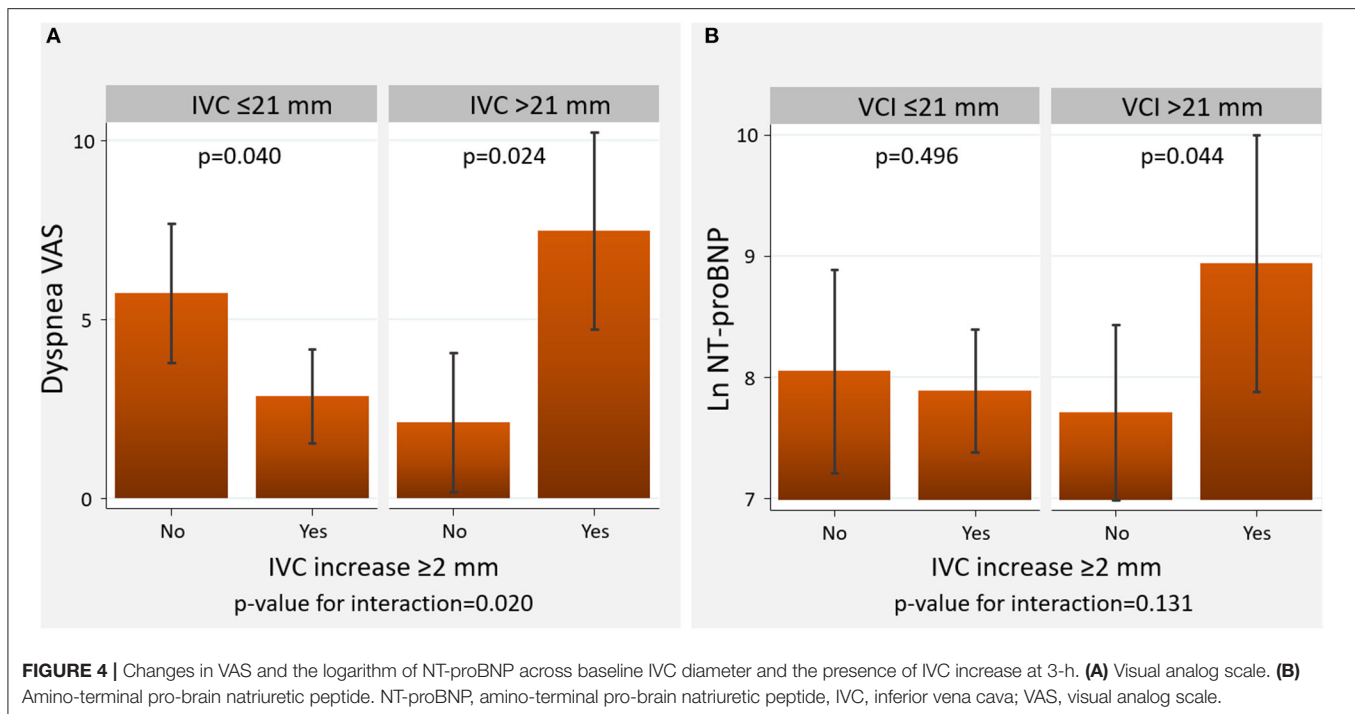 A
IVC ≤21 mm
IVC >21 mm
p=0.040
p=0.024
Dyspnea VAS
10
5
0
No
Yes
No
Yes
IVC increase ≥2 mm
p-value for interaction=0.020
B
VCI ≤21 mm
VCI >21 mm
p=0.496
p=0.044
Ln NT-proBNP
10
9
8
7
No
Yes
No
Yes
IVC increase ≥2 mm
p-value for interaction=0.131
FIGURE 4 | Changes in VAS and the logarithm of NT-proBNP across baseline IVC diameter and the presence of IVC increase at 3-h. (A) Visual analog scale. (B)
Amino-terminal pro-brain natriuretic peptide. NT-proBNP, amino-terminal pro-brain natriuretic peptide, IVC, inferior vena cava; VAS, visual analog scale.